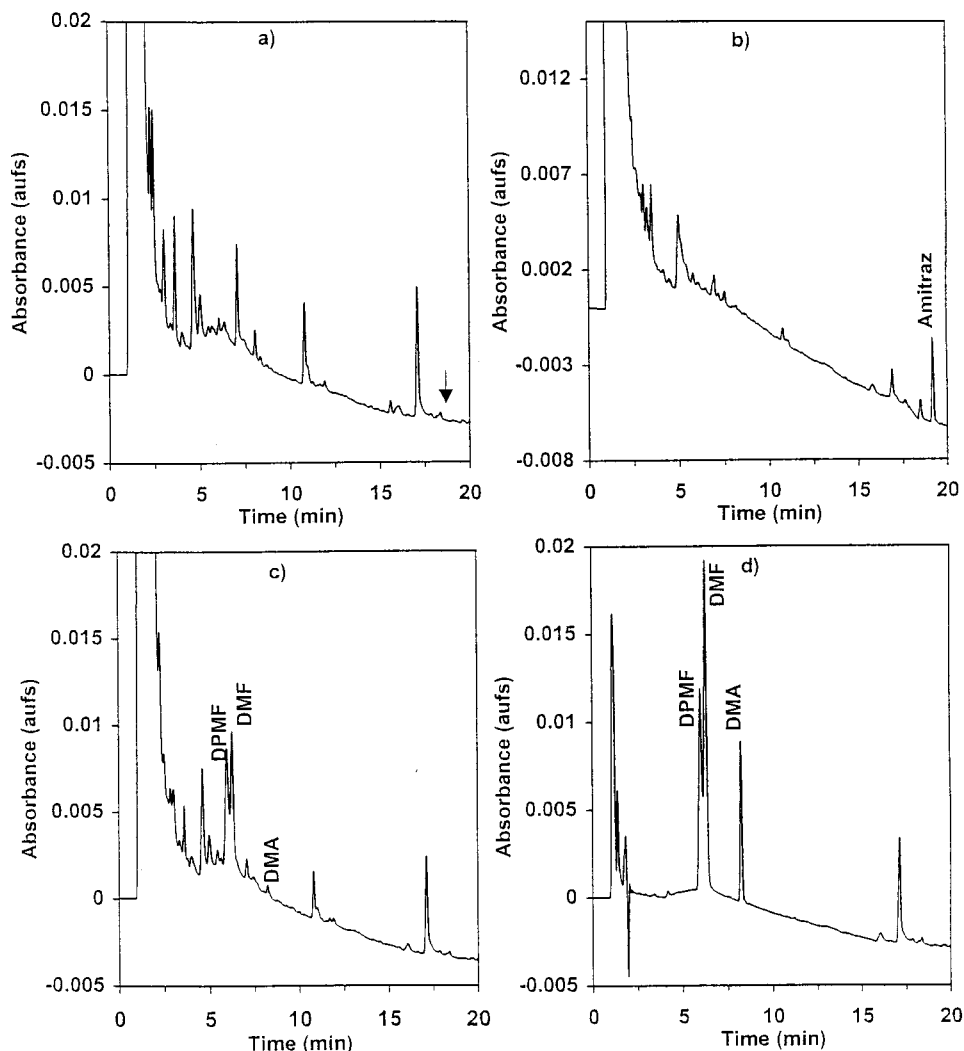 a)
0.02
0.015
0.01
0.005
0
-0.005
Absorbance (aufs)
0 5 10 15 20
Time (min)
b)
0.012
0.007
0.002
-0.003
-0.008
Absorbance (aufs)
Amitraz
0 5 10 15 20
Time (min)
c)
0.02
0.015
0.01
0.005
0
-0.005
Absorbance (aufs)
DPMF
DMF
DMA
0 5 10 15 20
Time (min)
d)
0.02
0.015
0.01
0.005
0
-0.005
Absorbance (aufs)
DPMF
DMF
DMA
0 5 10 15 20
Time (min)